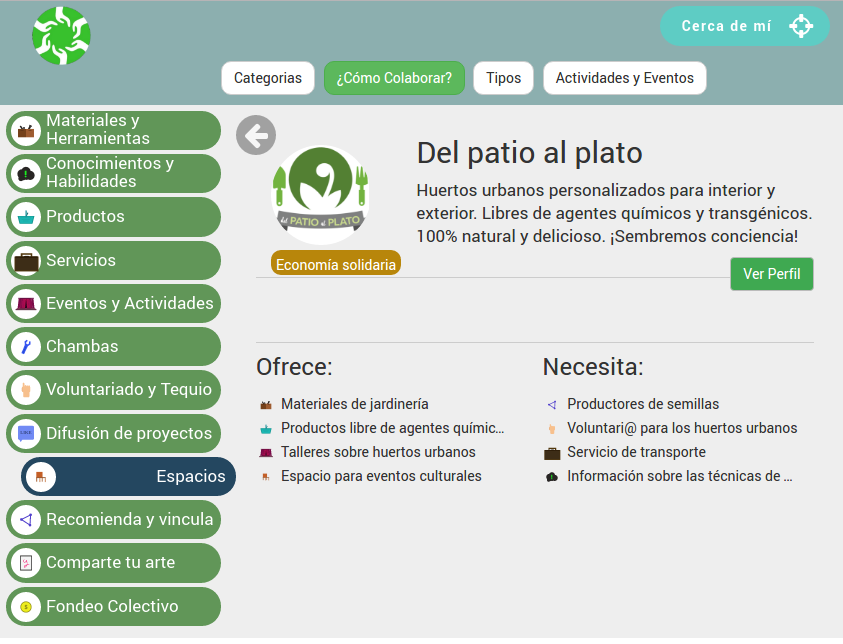 Cerca de mí
Categorias
¿Cómo Colaborar?
Tipos
Actividades y Eventos
Materiales y
Herramientas
Conocimientos y
Habilidades
Productos
Servicios
Eventos y Actividades
Chambas
Voluntariado y Tequio
Difusión de proyectos
Espacios
Recomienda y vincula
Comparte tu arte
Fondeo Colectivo
del PATIO al PLATO
Economía solidaria
Del patio al plato
Huertos urbanos personalizados para interior y
exterior. Libres de agentes químicos y transgénicos.
100% natural y delicioso. ¡Sembremos conciencia!
Ver Perfil
Ofrece:
Materiales de jardinería
Productos libre de agentes químic...
Talleres sobre huertos urbanos
Espacio para eventos culturales
Necesita:
Productores de semillas
Voluntari@ para los huertos urbanos
Servicio de transporte
Información sobre las técnicas de ...